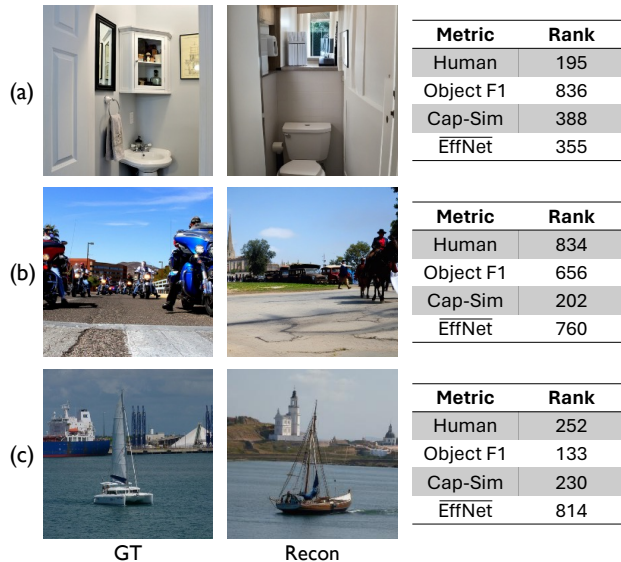 (a)
Metric Rank
Human 195
Object F1 836
Cap-Sim 388
EffNet 355
(b)
Metric Rank
Human 834
Object F1 656
Cap-Sim 202
EffNet 760
(c)
Metric Rank
Human 252
Object F1 133
Cap-Sim 230
EffNet 814
GT Recon